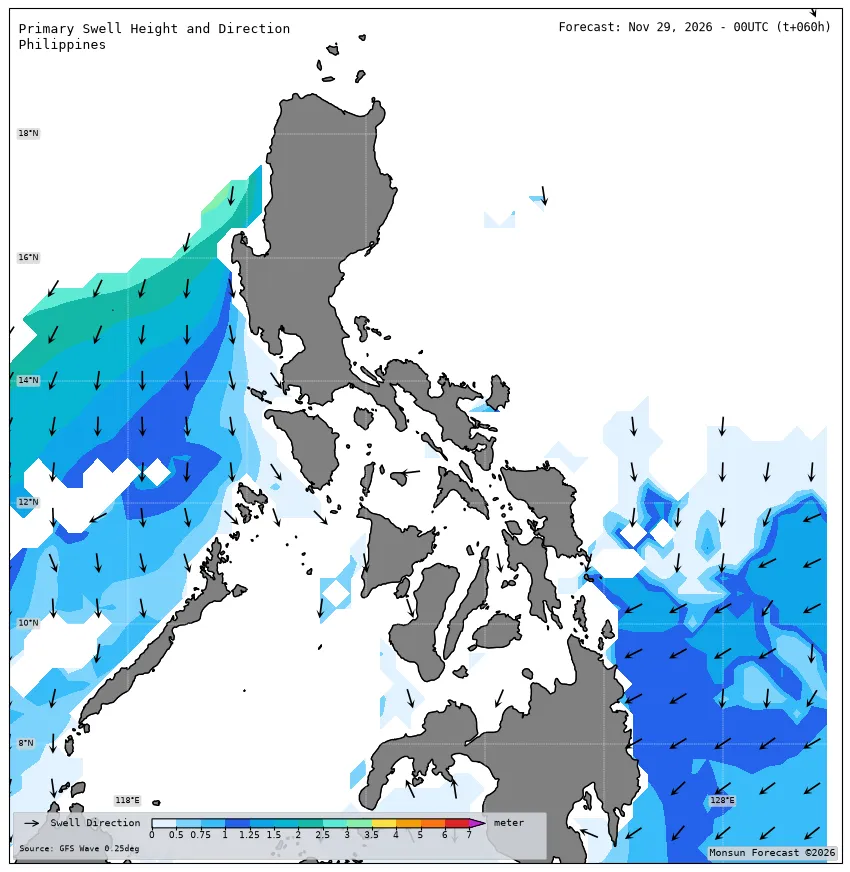 Primary Swell Height and Direction
Philippines
Forecast: Nov 29, 2026 - 00UTC (t+060h)
18°N
16°N
14°N
12°N
10°N
8°N
118°E
128°E
Swell Direction
0 0.5 0.75 1 1.25 1.5 2 2.5 3 3.5 4 5 6 7
meter
Source: GFS Wave 0.25deg
Monsun Forecast ©2026